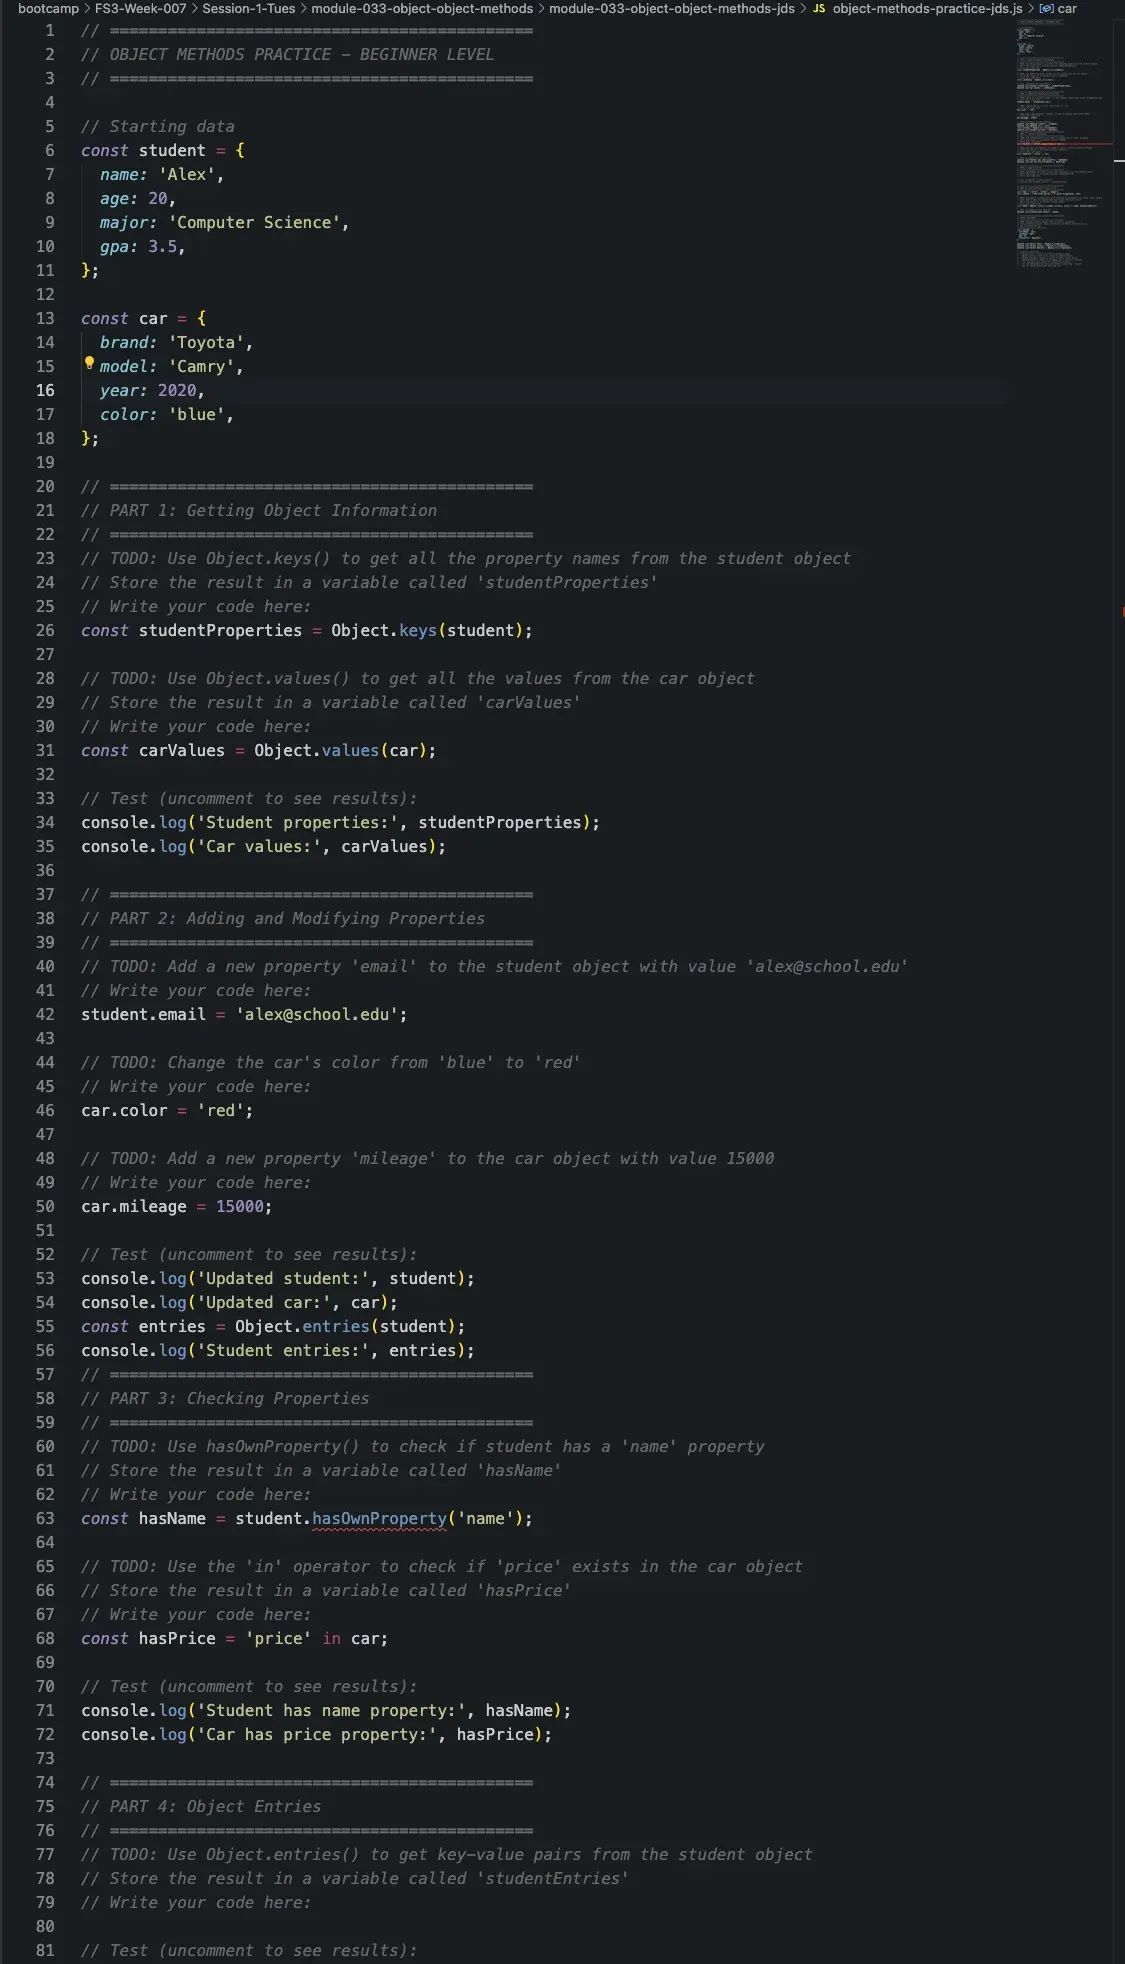 bootcamp > FS3-Week-007 > Session-1-Tues > module-033-object-object-methods > module-033-object-object-methods-jds > JS object-methods-practice-jds.js > car
1 // ============================================
2 // OBJECT METHODS PRACTICE - BEGINNER LEVEL
3 // ============================================
4
5 // Starting data
6 const student = {
7 name: 'Alex',
8 age: 20,
9 major: 'Computer Science',
10 gpa: 3.5,
11 };
12
13 const car = {
14 brand: 'Toyota',
15 model: 'Camry',
16 year: 2020,
17 color: 'blue',
18 };
19
20 // ============================================
21 // PART 1: Getting Object Information
22 // ============================================
23 // TODO: Use Object.keys() to get all the property names from the student object
24 // Store the result in a variable called 'studentProperties'
25 // Write your code here:
26 const studentProperties = Object.keys(student);
27
28 // TODO: Use Object.values() to get all the values from the car object
29 // Store the result in a variable called 'carValues'
30 // Write your code here:
31 const carValues = Object.values(car);
32
33 // Test (uncomment to see results):
34 console.log('Student properties:', studentProperties);
35 console.log('Car values:', carValues);
36
37 // ============================================
38 // PART 2: Adding and Modifying Properties
39 // ============================================
40 // TODO: Add a new property 'email' to the student object with value 'alex@school.edu'
41 // Write your code here:
42 student.email = 'alex@school.edu';
43
44 // TODO: Change the car's color from 'blue' to 'red'
45 // Write your code here:
46 car.color = 'red';
47
48 // TODO: Add a new property 'mileage' to the car object with value 15000
49 // Write your code here:
50 car.mileage = 15000;
51
52 // Test (uncomment to see results):
53 console.log('Updated student:', student);
54 console.log('Updated car:', car);
55 const entries = Object.entries(student);
56 console.log('Student entries:', entries);
57 // ============================================
58 // PART 3: Checking Properties
59 // ============================================
60 // TODO: Use hasOwnProperty() to check if student has a 'name' property
61 // Store the result in a variable called 'hasName'
62 // Write your code here:
63 const hasName = student.hasOwnProperty('name');
64
65 // TODO: Use the 'in' operator to check if 'price' exists in the car object
66 // Store the result in a variable called 'hasPrice'
67 // Write your code here:
68 const hasPrice = 'price' in car;
69
70 // Test (uncomment to see results):
71 console.log('Student has name property:', hasName);
72 console.log('Car has price property:', hasPrice);
73
74 // ============================================
75 // PART 4: Object Entries
76 // ============================================
77 // TODO: Use Object.entries() to get key-value pairs from the student object
78 // Store the result in a variable called 'studentEntries'
79 // Write your code here:
80
81 // Test (uncomment to see results):